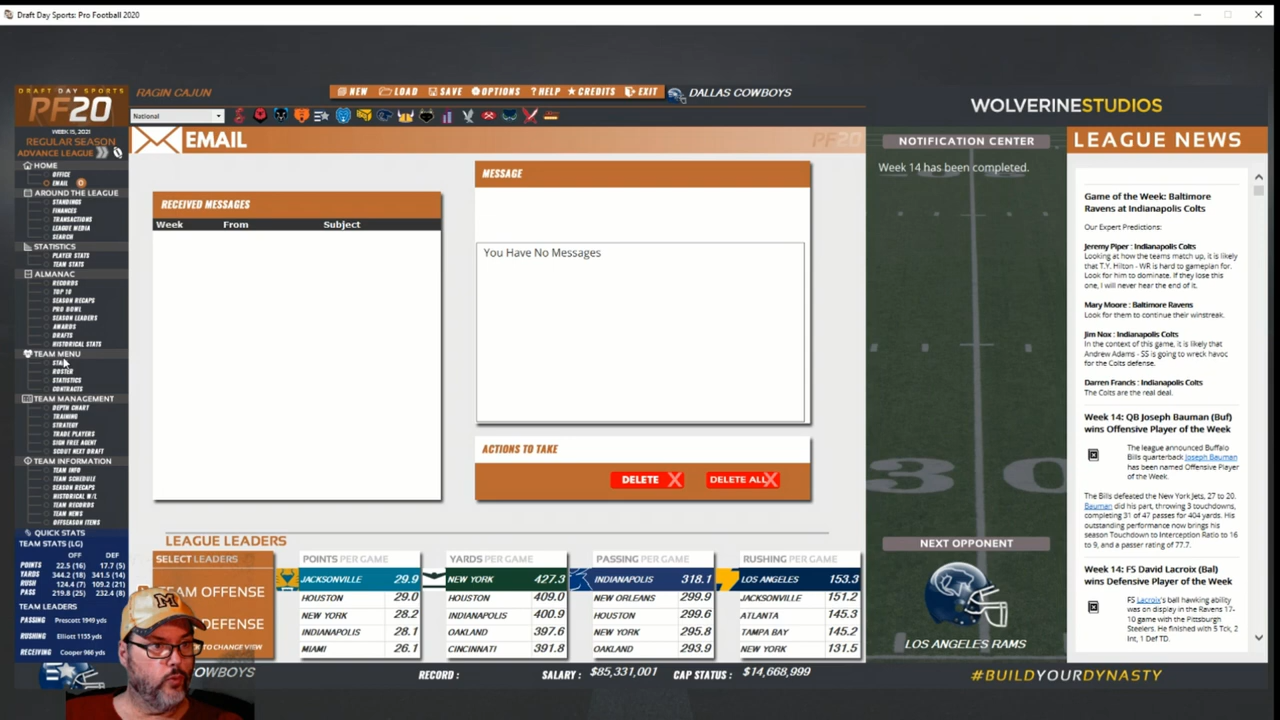 Draft Day Sports: Pro Football 2020
DRAFT DAY SPORTS
PF20
WEEK 15, 2021
REGULAR SEASON
ADVANCE LEAGUE
RAGIN CAJUN
NEW LOAD SAVE OPTIONS ? HELP CREDITS EXIT
DALLAS COWBOYS
National
EMAIL
PF20
WOLVERINESTUDIOS
HOME
OFFICE
EMAIL 0
AROUND THE LEAGUE
STANDINGS
FINANCES
TRANSACTIONS
LEAGUE MEDIA
SEARCH
STATISTICS
PLAYER STATS
TEAM STATS
ALMANAC
RECORDS
TOP 10
SEASON RECAPS
PRO BOWL
SEASON LEADERS
AWARDS
DRAFTS
HISTORICAL STATS
TEAM MENU
ROSTER
STATISTICS
CONTRACTS
TEAM MANAGEMENT
DEPTH CHART
TRAINING
STRATEGY
TRADE PLAYERS
SIGN FREE AGENT
SCOUT NEXT DRAFT
TEAM INFORMATION
TEAM INFO
TEAM SCHEDULE
SEASON RECAPS
HISTORICAL W/L
TEAM RECORDS
TEAM NEWS
OFFSEASON ITEMS
QUICK STATS
TEAM STATS (LG)
OFF DEF
POINTS 22.5 (16) 17.7 (5)
YARDS 344.2 (18) 341.5 (14)
RUSH 124.4 (7) 109.2 (21)
PASS 219.8 (25) 232.4 (8)
TEAM LEADERS
PASSING Prescott 1949 yds
RUSHING Elliott 1155 yds
RECEIVING Cooper 966 yds
RECEIVED MESSAGES
Week From Subject
MESSAGE
You Have No Messages
ACTIONS TO TAKE
DELETE X
DELETE ALL X
LEAGUE LEADERS
SELECT LEADERS
TEAM OFFENSE
DEFENSE
TO CHANGE VIEW
POINTS PER GAME
JACKSONVILLE 29.9
HOUSTON 29.0
NEW YORK 28.2
INDIANAPOLIS 28.1
MIAMI 26.1
YARDS PER GAME
NEW YORK 427.3
HOUSTON 409.0
INDIANAPOLIS 400.9
OAKLAND 397.6
CINCINNATI 391.8
PASSING PER GAME
INDIANAPOLIS 318.1
NEW ORLEANS 299.9
HOUSTON 299.6
NEW YORK 295.8
OAKLAND 293.9
RUSHING PER GAME
LOS ANGELES 153.3
JACKSONVILLE 151.2
ATLANTA 145.3
TAMPA BAY 145.2
NEW YORK 131.5
COWBOYS
RECORD :
SALARY : $85,331,001
CAP STATUS : $14,668,999
NOTIFICATION CENTER
Week 14 has been completed.
30
NEXT OPPONENT
LOS ANGELES RAMS
LEAGUE NEWS
Game of the Week: Baltimore
Ravens at Indianapolis Colts
Our Expert Predictions:
Jeremy Piper : Indianapolis Colts
Looking at how the teams match up, it is likely
that T.Y. Hilton - WR is hard to gameplan for.
Look for him to dominate. If they lose this
one, I will never hear the end of it.
Mary Moore : Baltimore Ravens
Look for them to continue their winstreak.
Jim Nox : Indianapolis Colts
In the context of this game, it is likely that
Andrew Adams - SS is going to wreck havoc
for the Colts defense.
Darren Francis : Indianapolis Colts
The Colts are the real deal.
Week 14: QB Joseph Bauman (Buf)
wins Offensive Player of the Week
The league announced Buffalo
Bills quarterback Joseph Bauman
has been named Offensive Player
of the Week.
The Bills defeated the New York Jets, 27 to 20.
Bauman did his part, throwing 3 touchdowns,
completing 31 of 47 passes for 404 yards. His
outstanding performance now brings his
season Touchdown to Interception Ratio to 16
to 9, and a passer rating of 77.7.
Week 14: FS David Lacroix (Bal)
wins Defensive Player of the Week
FS Lacroix's ball hawking ability
was on display in the Ravens 17-
10 game with the Pittsburgh
Steelers. He finished with 5 Tck, 2
Int, 1 Def TD.
#BUILDYOURDYNASTY